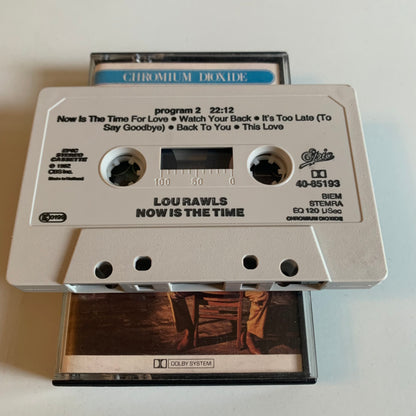 CHROMIUM DIOXIDE
program 2 22:12
Now Is The Time For Love • Watch Your Back • It's Too Late (To
Say Goodbye) • Back To You • This Love
EPIC
STEREO
CASSETTE
℗ 1982
CBS Inc.
Made in Holland
Epic
40-85193
100 50 0
BIEM
STEMRA
EQ 120 µSec
CHROMIUM DIOXIDE
LOU RAWLS
NOW IS THE TIME
DOLBY SYSTEM